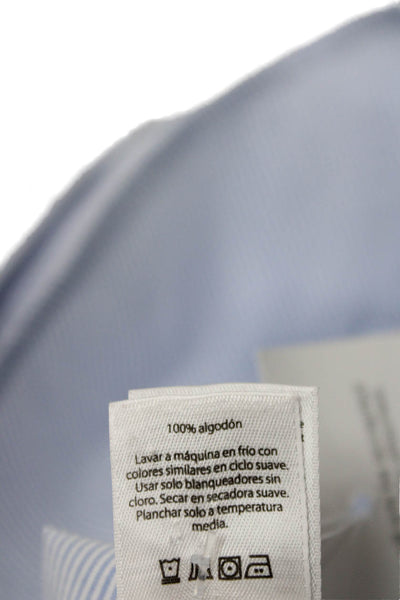 100% algodón
Lavar a máquina en frío con
colores similares en ciclo suave.
Usar solo blanqueadores sin
cloro. Secar en secadora suave.
Planchar solo a temperatura
media.